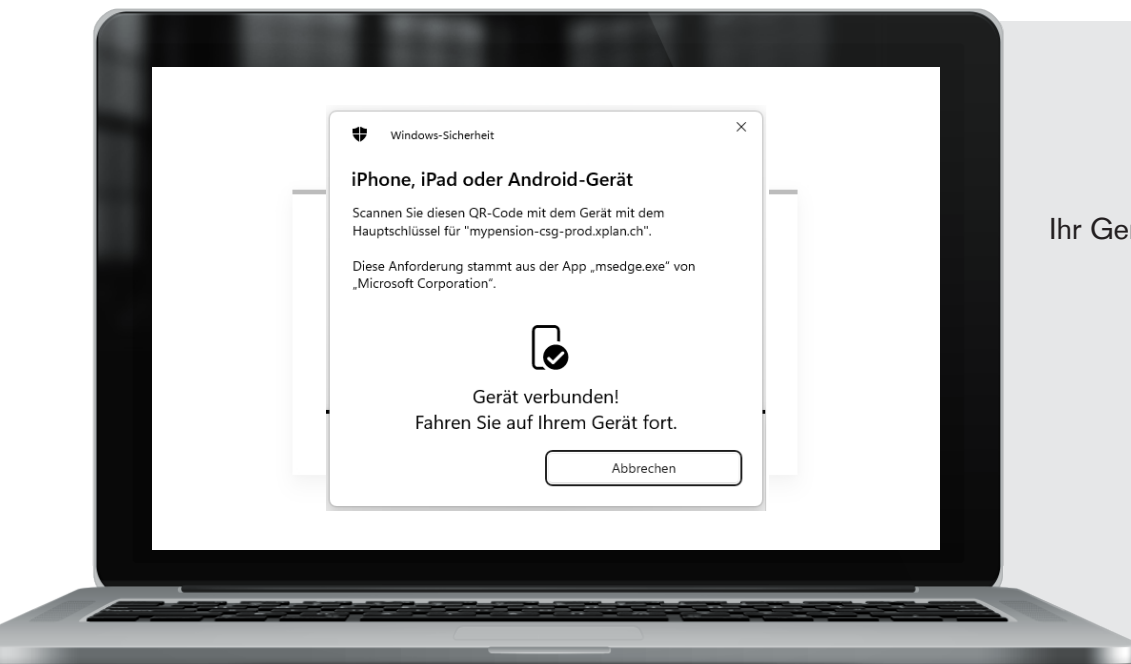 Windows-Sicherheit
iPhone, iPad oder Android-Gerät
Scannen Sie diesen QR-Code mit dem Gerät mit dem
Hauptschlüssel für "mypension-csg-prod.xplan.ch".
Diese Anforderung stammt aus der App „msedge.exe“ von
„Microsoft Corporation“.
Gerät verbunden!
Fahren Sie auf Ihrem Gerät fort.
Abbrechen
Ihr